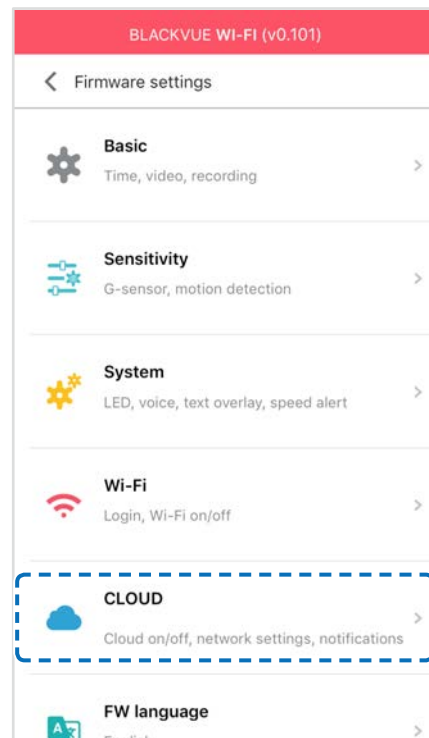 BLACKVUE WI-FI (v0.101)
Firmware settings
Basic
Time, video, recording
Sensitivity
G-sensor, motion detection
System
LED, voice, text overlay, speed alert
Wi-Fi
Login, Wi-Fi on/off
CLOUD
Cloud on/off, network settings, notifications
FW language